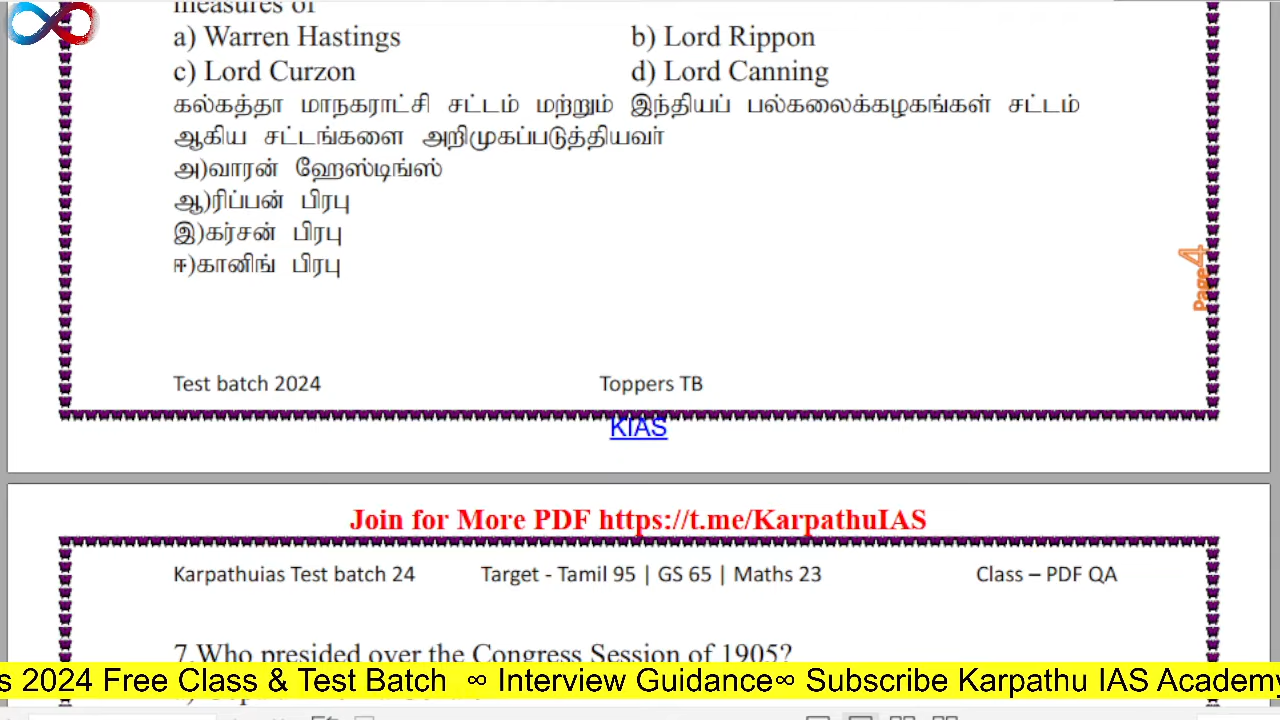 measures of
a) Warren Hastings b) Lord Rippon
c) Lord Curzon d) Lord Canning
கல்கத்தா மாநகராட்சி சட்டம் மற்றும் இந்தியப் பல்கலைக்கழகங்கள் சட்டம்
ஆகிய சட்டங்களை அறிமுகப்படுத்தியவர்
அ)வாரன் ஹேஸ்டிங்ஸ்
ஆ)ரிப்பன் பிரபு
இ)கர்சன் பிரபு
ஈ)கானிங் பிரபு
Page4
Test batch 2024 Toppers TB
KIAS
Join for More PDF https://t.me/KarpathuIAS
Karpathuias Test batch 24 Target - Tamil 95 | GS 65 | Maths 23 Class – PDF QA
7.Who presided over the Congress Session of 1905?
s 2024 Free Class & Test Batch ∞ Interview Guidance∞ Subscribe Karpathu IAS Academy